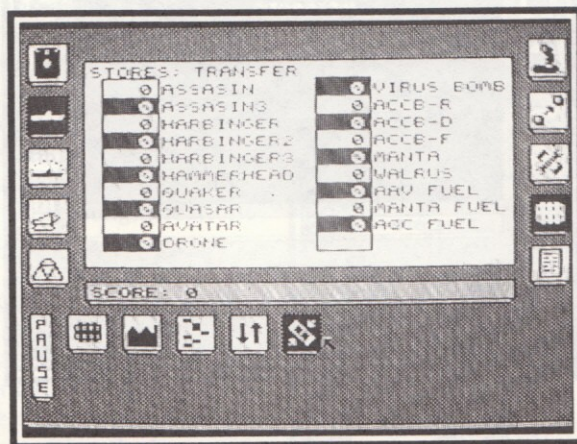 STORES: TRANSFER
0 ASSASIN
0 ASSASIN3
0 HARBINGER
0 HARBINGER2
0 HARBINGER3
0 HAMMERHEAD
0 QUAKER
0 QUASAR
0 AVATAR
0 DRONE
0 VIRUS BOMB
0 ACCB-R
0 ACCB-D
0 ACCB-F
0 MANTA
0 WALRUS
0 AAV FUEL
0 MANTA FUEL
0 AGC FUEL
SCORE: 0
PAUSE